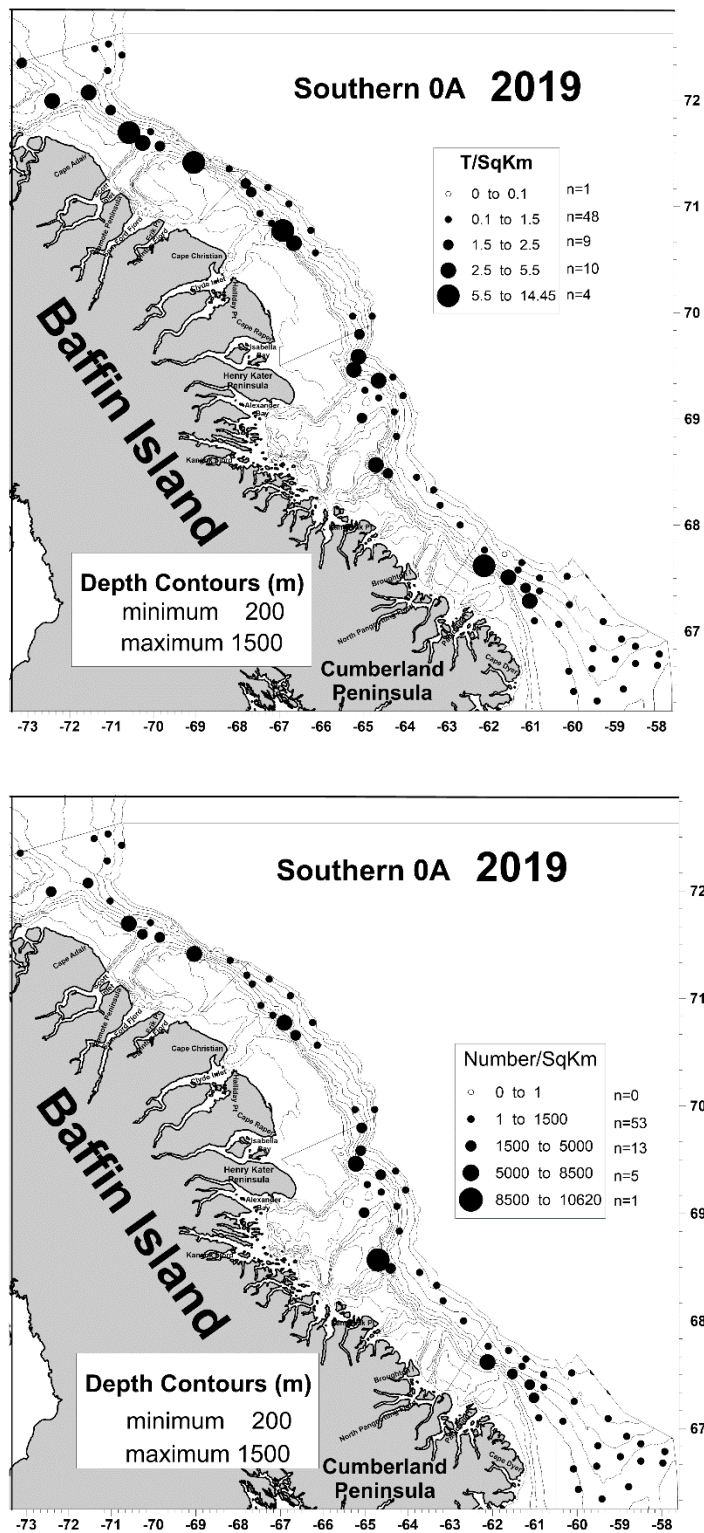 Southern 0A 2019
72
Cape Adair
T/SqKm
0 to 0.1 n=1
0.1 to 1.5 n=48
1.5 to 2.5 n=9
2.5 to 5.5 n=10
5.5 to 14.45 n=4
71
Cape Christian
Clyde Inlet
Cape Raper
70
Isabella
Bay
Henry Kater
Peninsula
Alexander
Bay
69
Baffin Island
68
Depth Contours (m)
minimum 200
maximum 1500
Broughton
North Pangnirtung
67
Cape Dyer
Cumberland
Peninsula
-73 -72 -71 -70 -69 -68 -67 -66 -65 -64 -63 -62 -61 -60 -59 -58
Southern 0A 2019
72
Cape Adair
71
Cape Christian
Clyde Inlet
Number/SqKm
0 to 1 n=0
1 to 1500 n=53
1500 to 5000 n=13
5000 to 8500 n=5
8500 to 10620 n=1
Cape Raper
70
Isabella
Bay
Henry Kater
Peninsula
Alexander
Bay
69
Baffin Island
68
Depth Contours (m)
minimum 200
maximum 1500
Broughton
North Pangnirtung
67
Cape Dyer
Cumberland
Peninsula
-73 -72 -71 -70 -69 -68 -67 -66 -65 -64 -63 -62 -61 -60 -59 -58